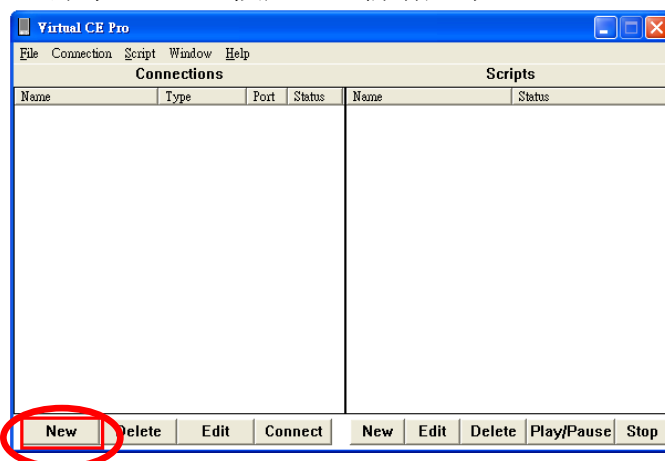 Virtual CE Pro
File Connection Script Window Help
Connections Scripts
Name Type Port Status Name Status
New Delete Edit Connect New Edit Delete Play/Pause Stop